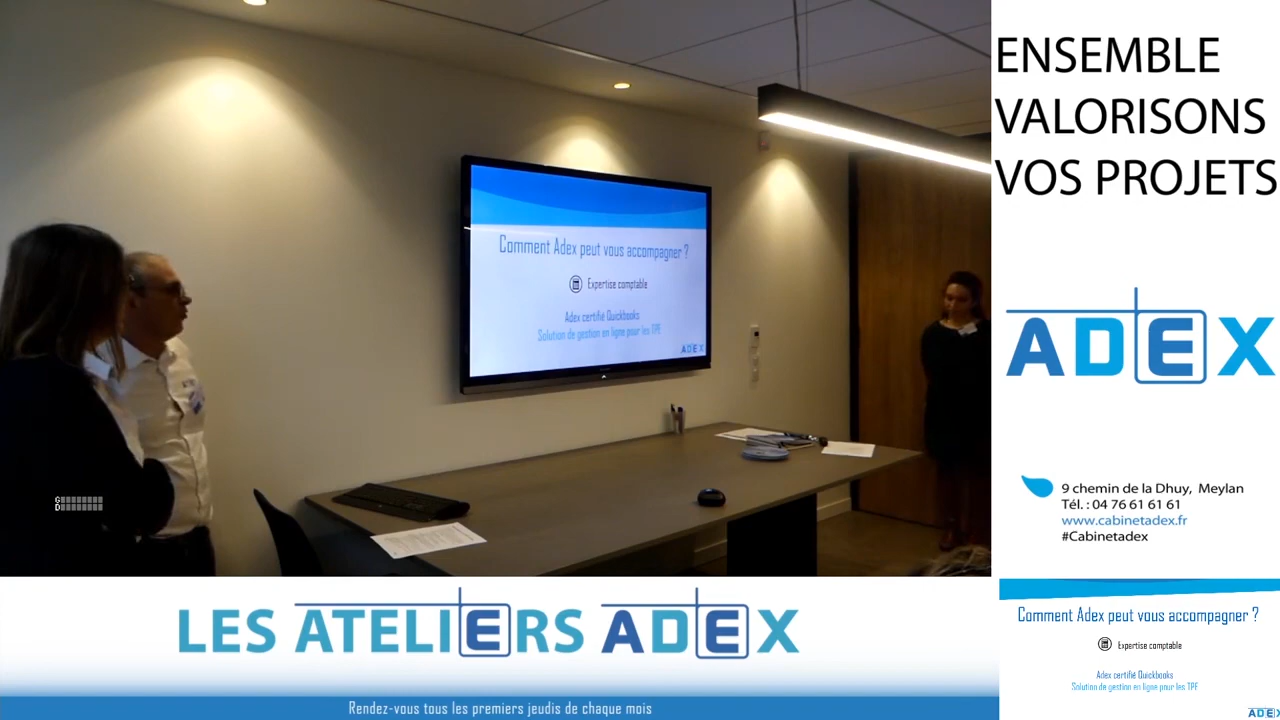 ENSEMBLE
VALORISONS
VOS PROJETS
ADEX
9 chemin de la Dhuy, Meylan
Tél. : 04 76 61 61 61
www.cabinetadex.fr
#Cabinetadex
Comment Adex peut vous accompagner ?
Expertise comptable
Adex certifié Quickbooks
Solution de gestion en ligne pour les TPE
ADEX
G
D
LES ATELIERS ADEX
Rendez-vous tous les premiers jeudis de chaque mois
Comment Adex peut vous accompagner ?
Expertise comptable
Adex certifié Quickbooks
Solution de gestion en ligne pour les TPE
ADEX